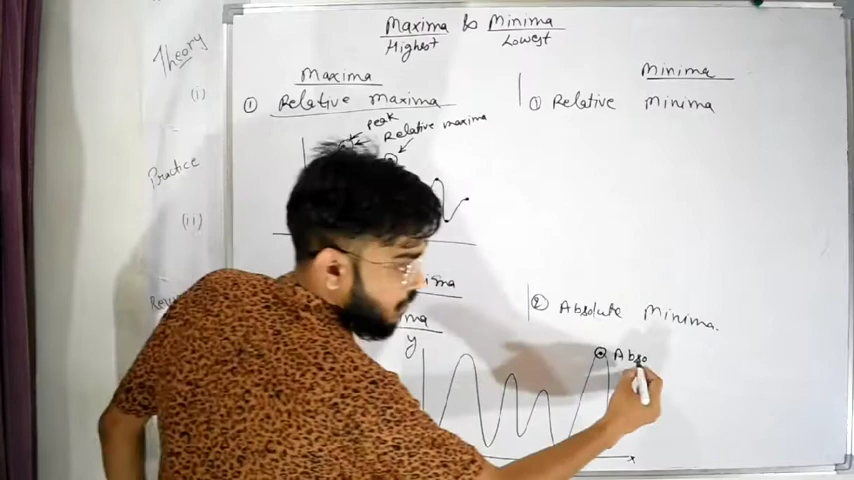 Maxima & Minima
Highest Lowest
Theory
(i)
Practice
(ii)
Maxima
① Relative maxima
Peak
Relative maxima
Minima
① Relative Minima
② Absolute Minima.
y
Abso
x